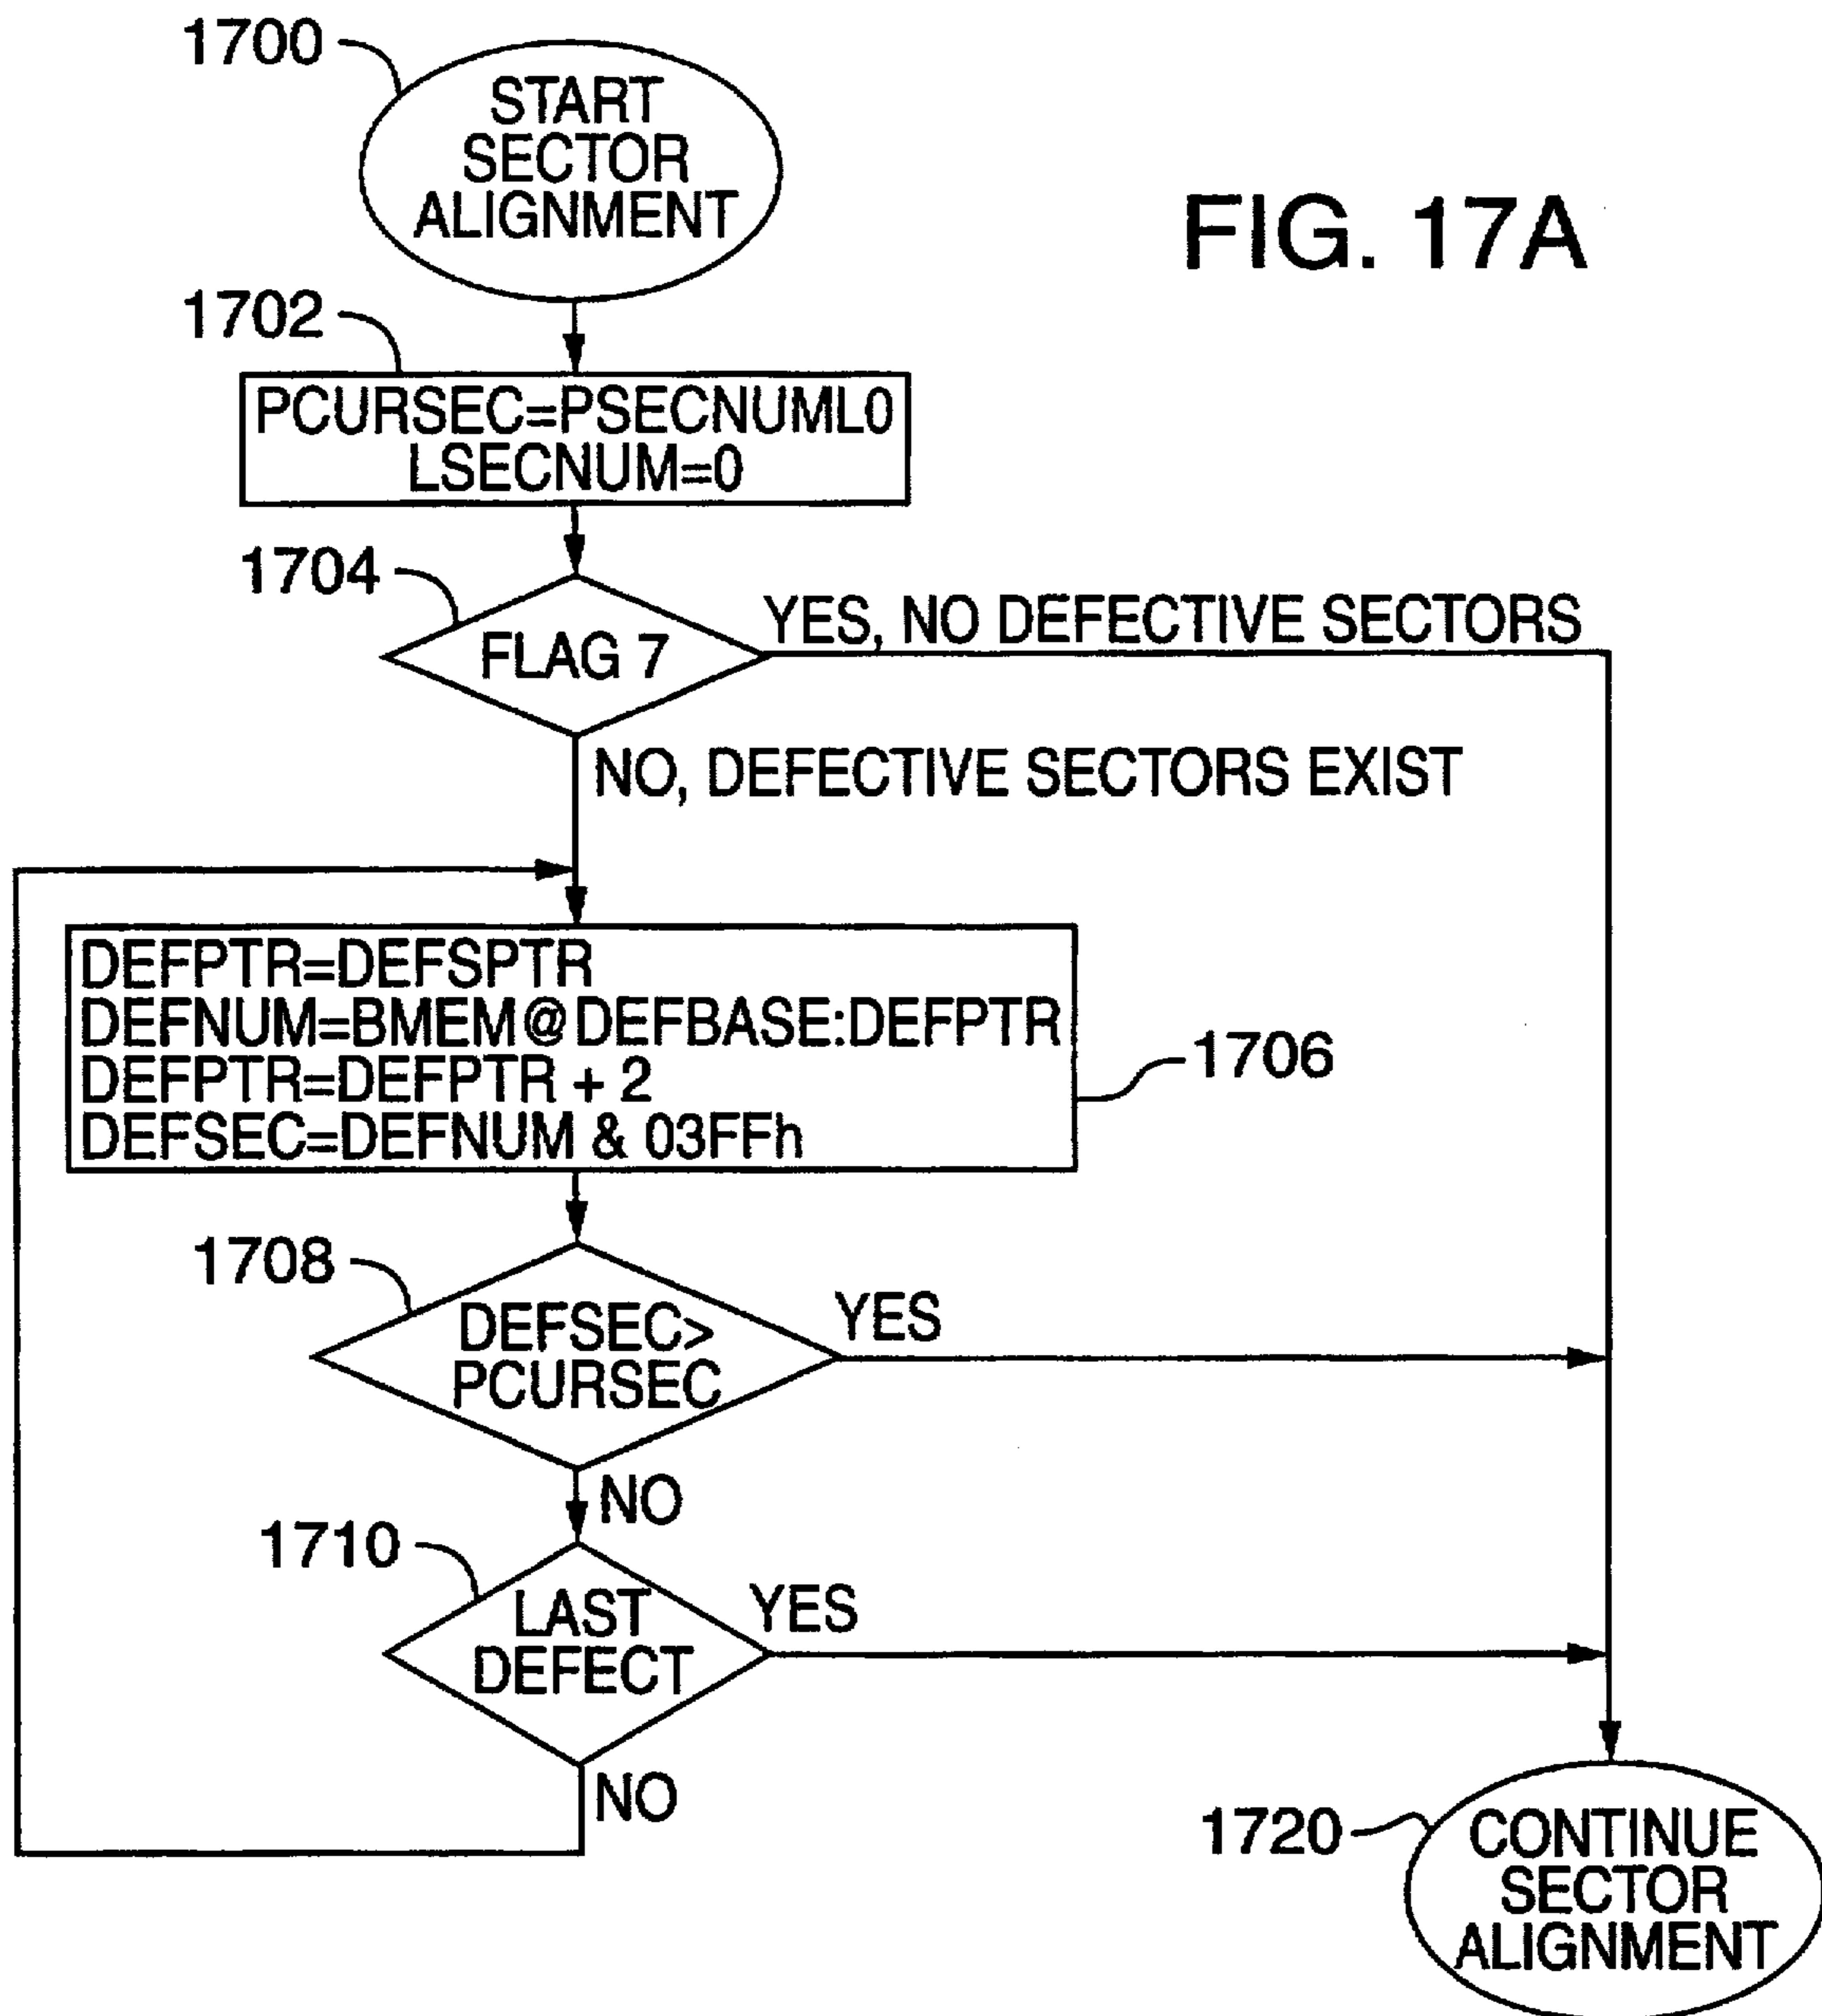 1700
START
SECTOR
ALIGNMENT
FIG. 17A
1702
PCURSEC=PSECNUML0
LSECNUM=0
1704
FLAG 7
YES, NO DEFECTIVE SECTORS
NO, DEFECTIVE SECTORS EXIST
DEFPTR=DEFSPTR
DEFNUM=BMEM@DEFBASE:DEFPTR
DEFPTR=DEFPTR + 2
DEFSEC=DEFNUM & 03FFh
1706
1708
DEFSEC>
PCURSEC
YES
NO
1710
LAST
DEFECT
YES
NO
1720
CONTINUE
SECTOR
ALIGNMENT